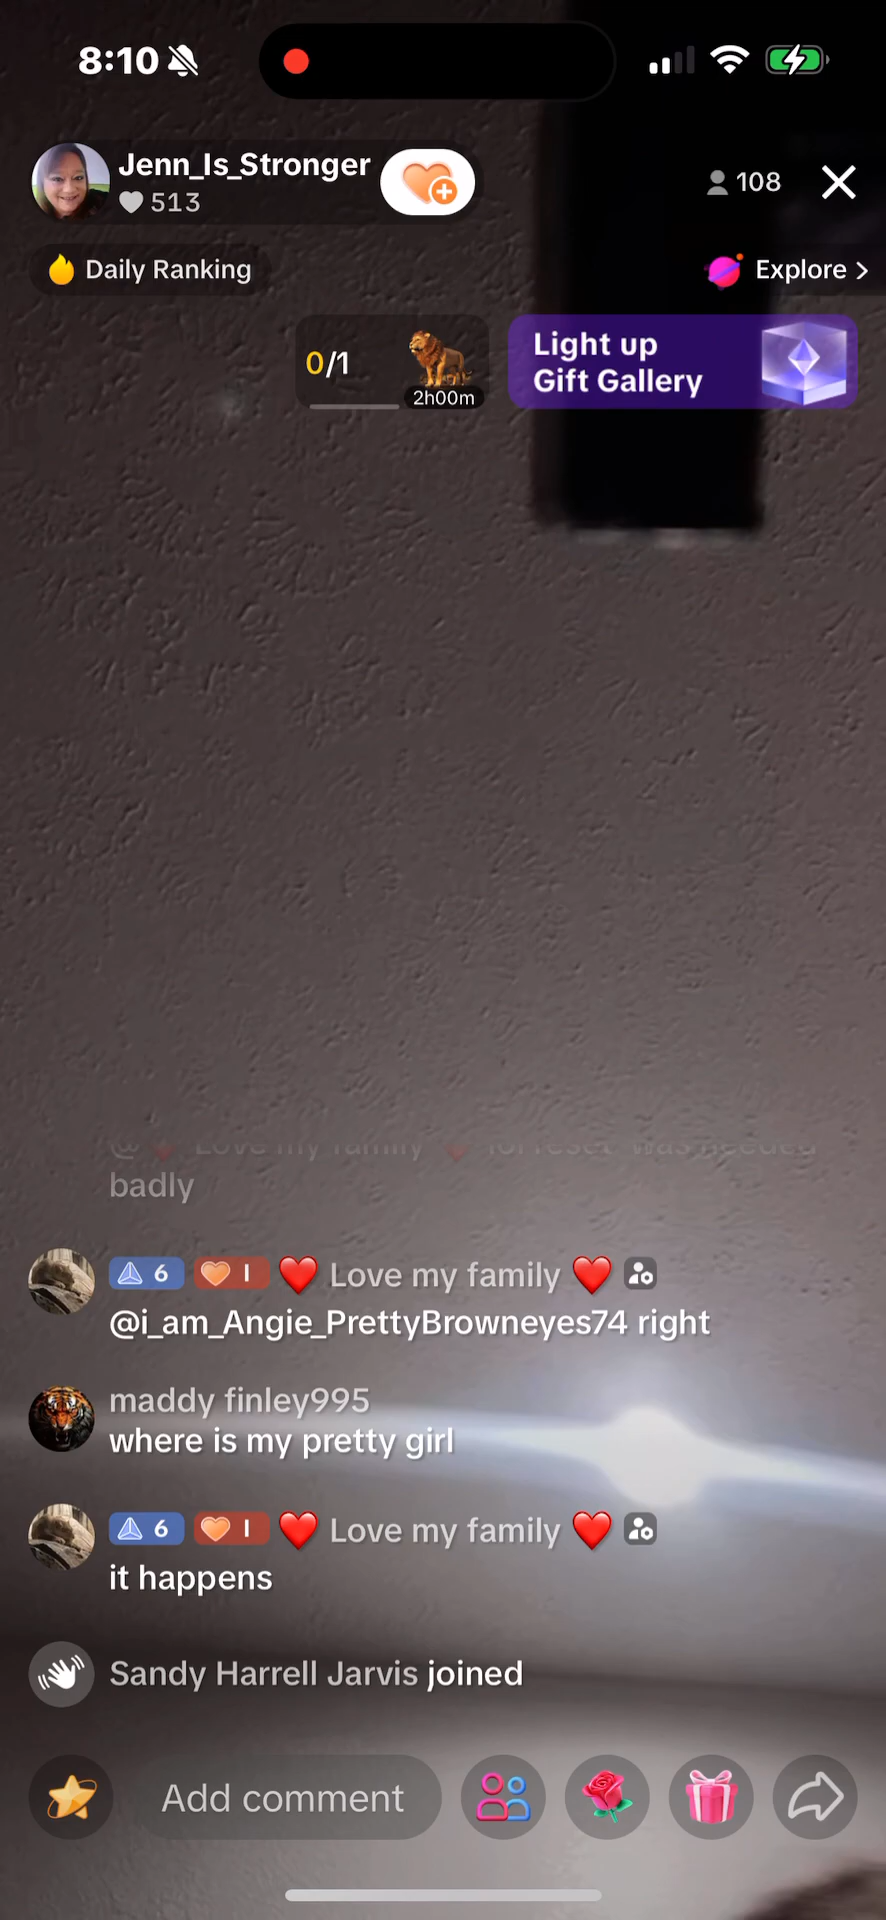 8:10
Jenn_Is_Stronger
513
108
Daily Ranking
Explore >
0/1
2h00m
Light up
Gift Gallery
badly
6 I ❤️ Love my family ❤️
@i_am_Angie_PrettyBrowneyes74 right
maddy finley995
where is my pretty girl
6 I ❤️ Love my family ❤️
it happens
Sandy Harrell Jarvis joined
Add comment